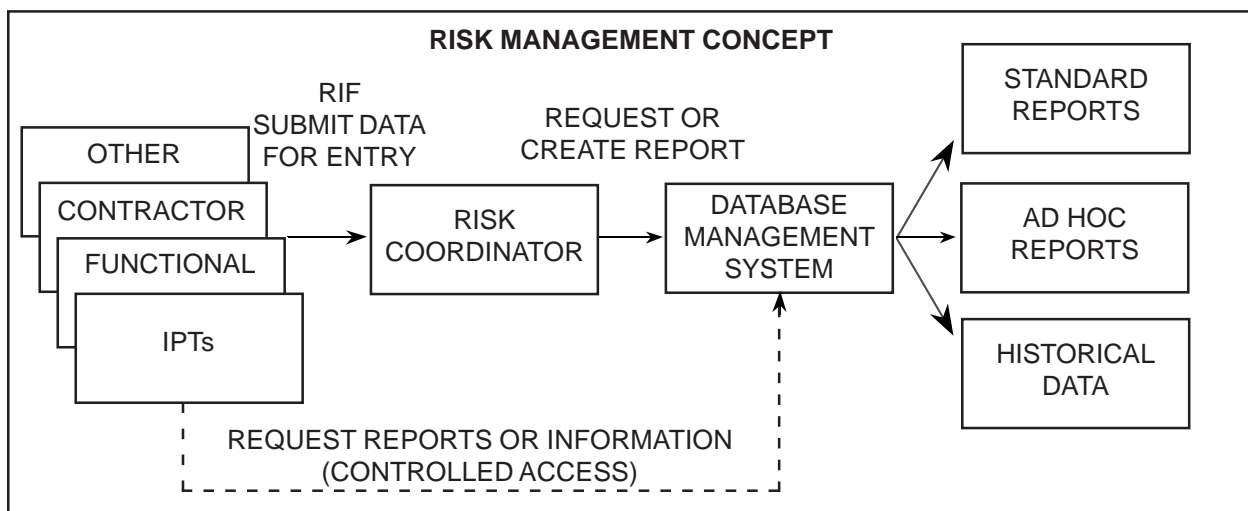 RISK MANAGEMENT CONCEPT
RIF
SUBMIT DATA
FOR ENTRY
REQUEST OR
CREATE REPORT
OTHER
CONTRACTOR
FUNCTIONAL
IPTs
RISK
COORDINATOR
DATABASE
MANAGEMENT
SYSTEM
STANDARD
REPORTS
AD HOC
REPORTS
HISTORICAL
DATA
REQUEST REPORTS OR INFORMATION
(CONTROLLED ACCESS)